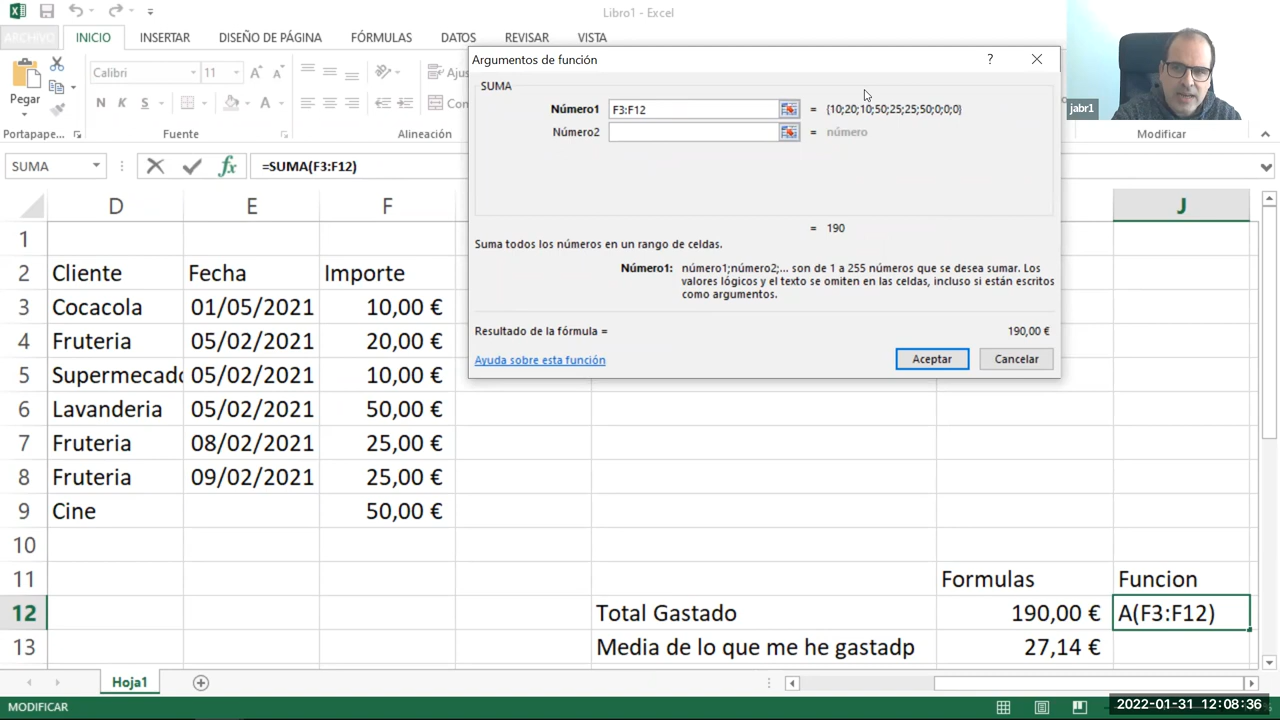 Libro1 - Excel
ARCHIVO INICIO INSERTAR DISEÑO DE PÁGINA FÓRMULAS DATOS REVISAR VISTA
Pegar
Calibri 11
N K S A
Ajus
Con
Portapape... Fuente Alineación Modificar
jabr1
SUMA =SUMA(F3:F12)
Argumentos de función
SUMA
Número1 F3:F12 = {10;20;10;50;25;25;50;0;0;0}
Número2 = número
= 190
Suma todos los números en un rango de celdas.
Número1: número1;número2;... son de 1 a 255 números que se desea sumar. Los
valores lógicos y el texto se omiten en las celdas, incluso si están escritos
como argumentos.
Resultado de la fórmula = 190,00 €
Ayuda sobre esta función Aceptar Cancelar
D E F J
1
2 Cliente Fecha Importe
3 Cocacola 01/05/2021 10,00 €
4 Fruteria 05/02/2021 20,00 €
5 Supermecado 05/02/2021 10,00 €
6 Lavanderia 05/02/2021 50,00 €
7 Fruteria 08/02/2021 25,00 €
8 Fruteria 09/02/2021 25,00 €
9 Cine 50,00 €
10
11 Formulas Funcion
12 Total Gastado 190,00 € A(F3:F12)
13 Media de lo que me he gastadp 27,14 €
Hoja1
MODIFICAR
2022-01-31 12:08:36